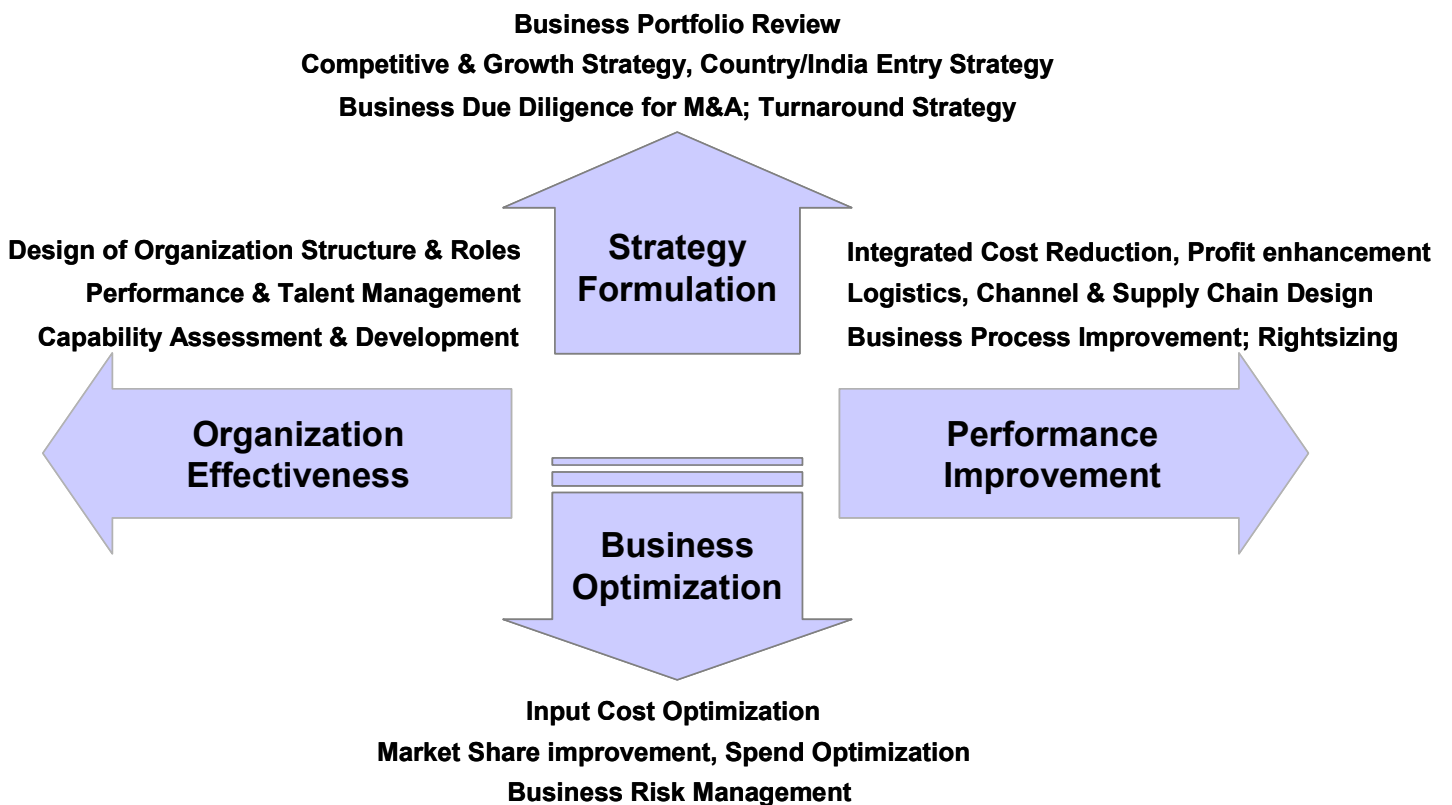 Business Portfolio Review
Competitive & Growth Strategy, Country/India Entry Strategy
Business Due Diligence for M&A; Turnaround Strategy
Strategy
Formulation
Design of Organization Structure & Roles
Performance & Talent Management
Capability Assessment & Development
Integrated Cost Reduction, Profit enhancement
Logistics, Channel & Supply Chain Design
Business Process Improvement; Rightsizing
Organization
Effectiveness
Performance
Improvement
Business
Optimization
Input Cost Optimization
Market Share improvement, Spend Optimization
Business Risk Management